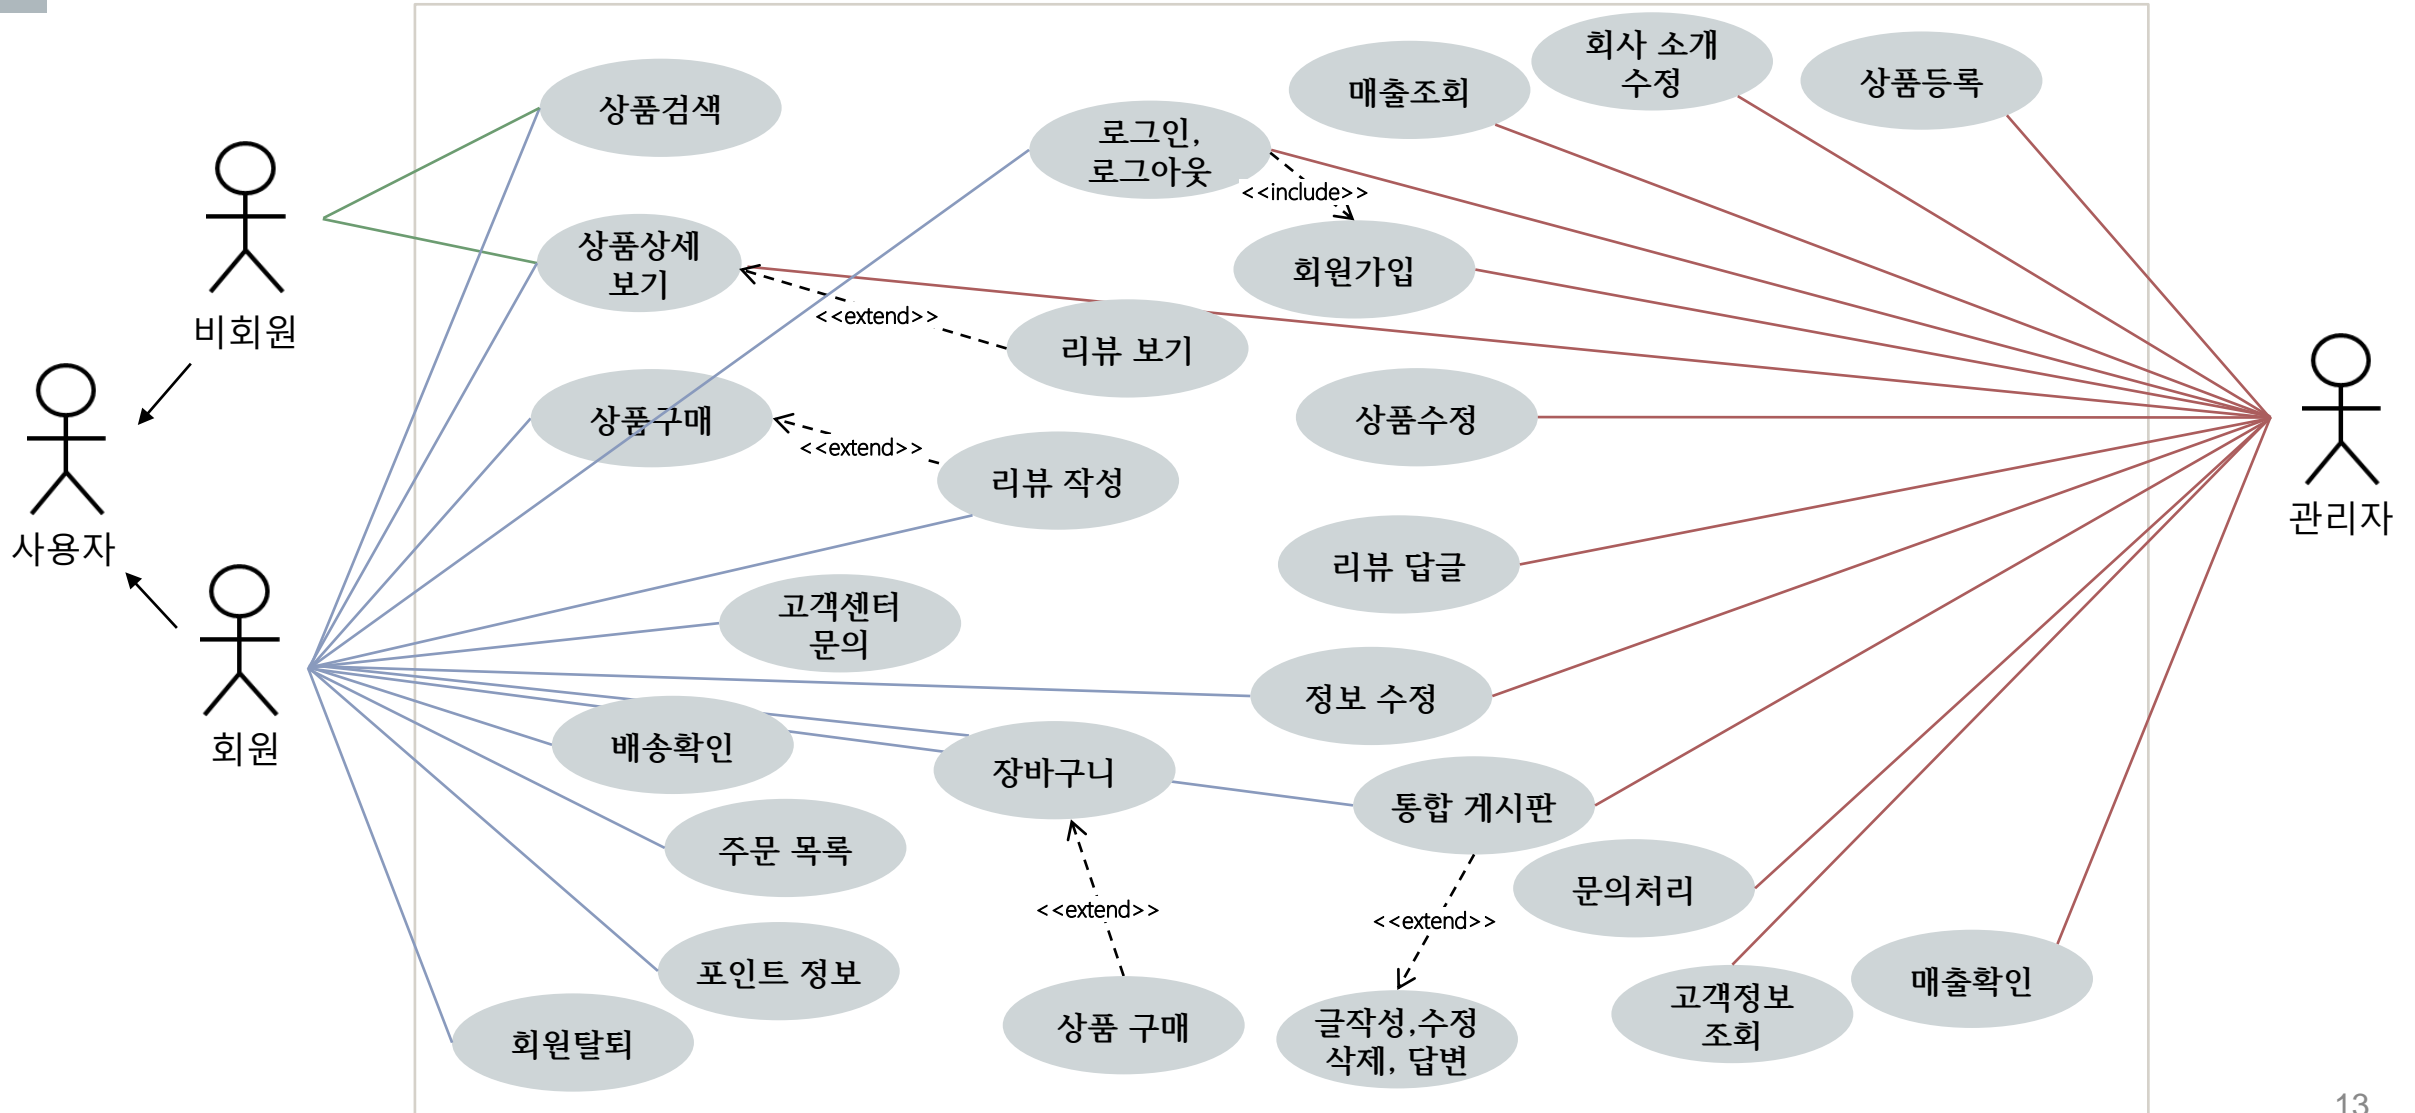 상품검색
매출조회
회사 소개
수정
상품등록
로그인,
로그아웃
<<include>>
상품상세
보기
회원가입
비회원
<<extend>>
리뷰 보기
상품구매
<<extend>>
리뷰 작성
상품수정
사용자
관리자
리뷰 답글
고객센터
문의
정보 수정
회원
배송확인
장바구니
통합 게시판
주문 목록
문의처리
<<extend>>
<<extend>>
포인트 정보
매출확인
고객정보
조회
회원탈퇴
상품 구매
글작성,수정
삭제, 답변
13